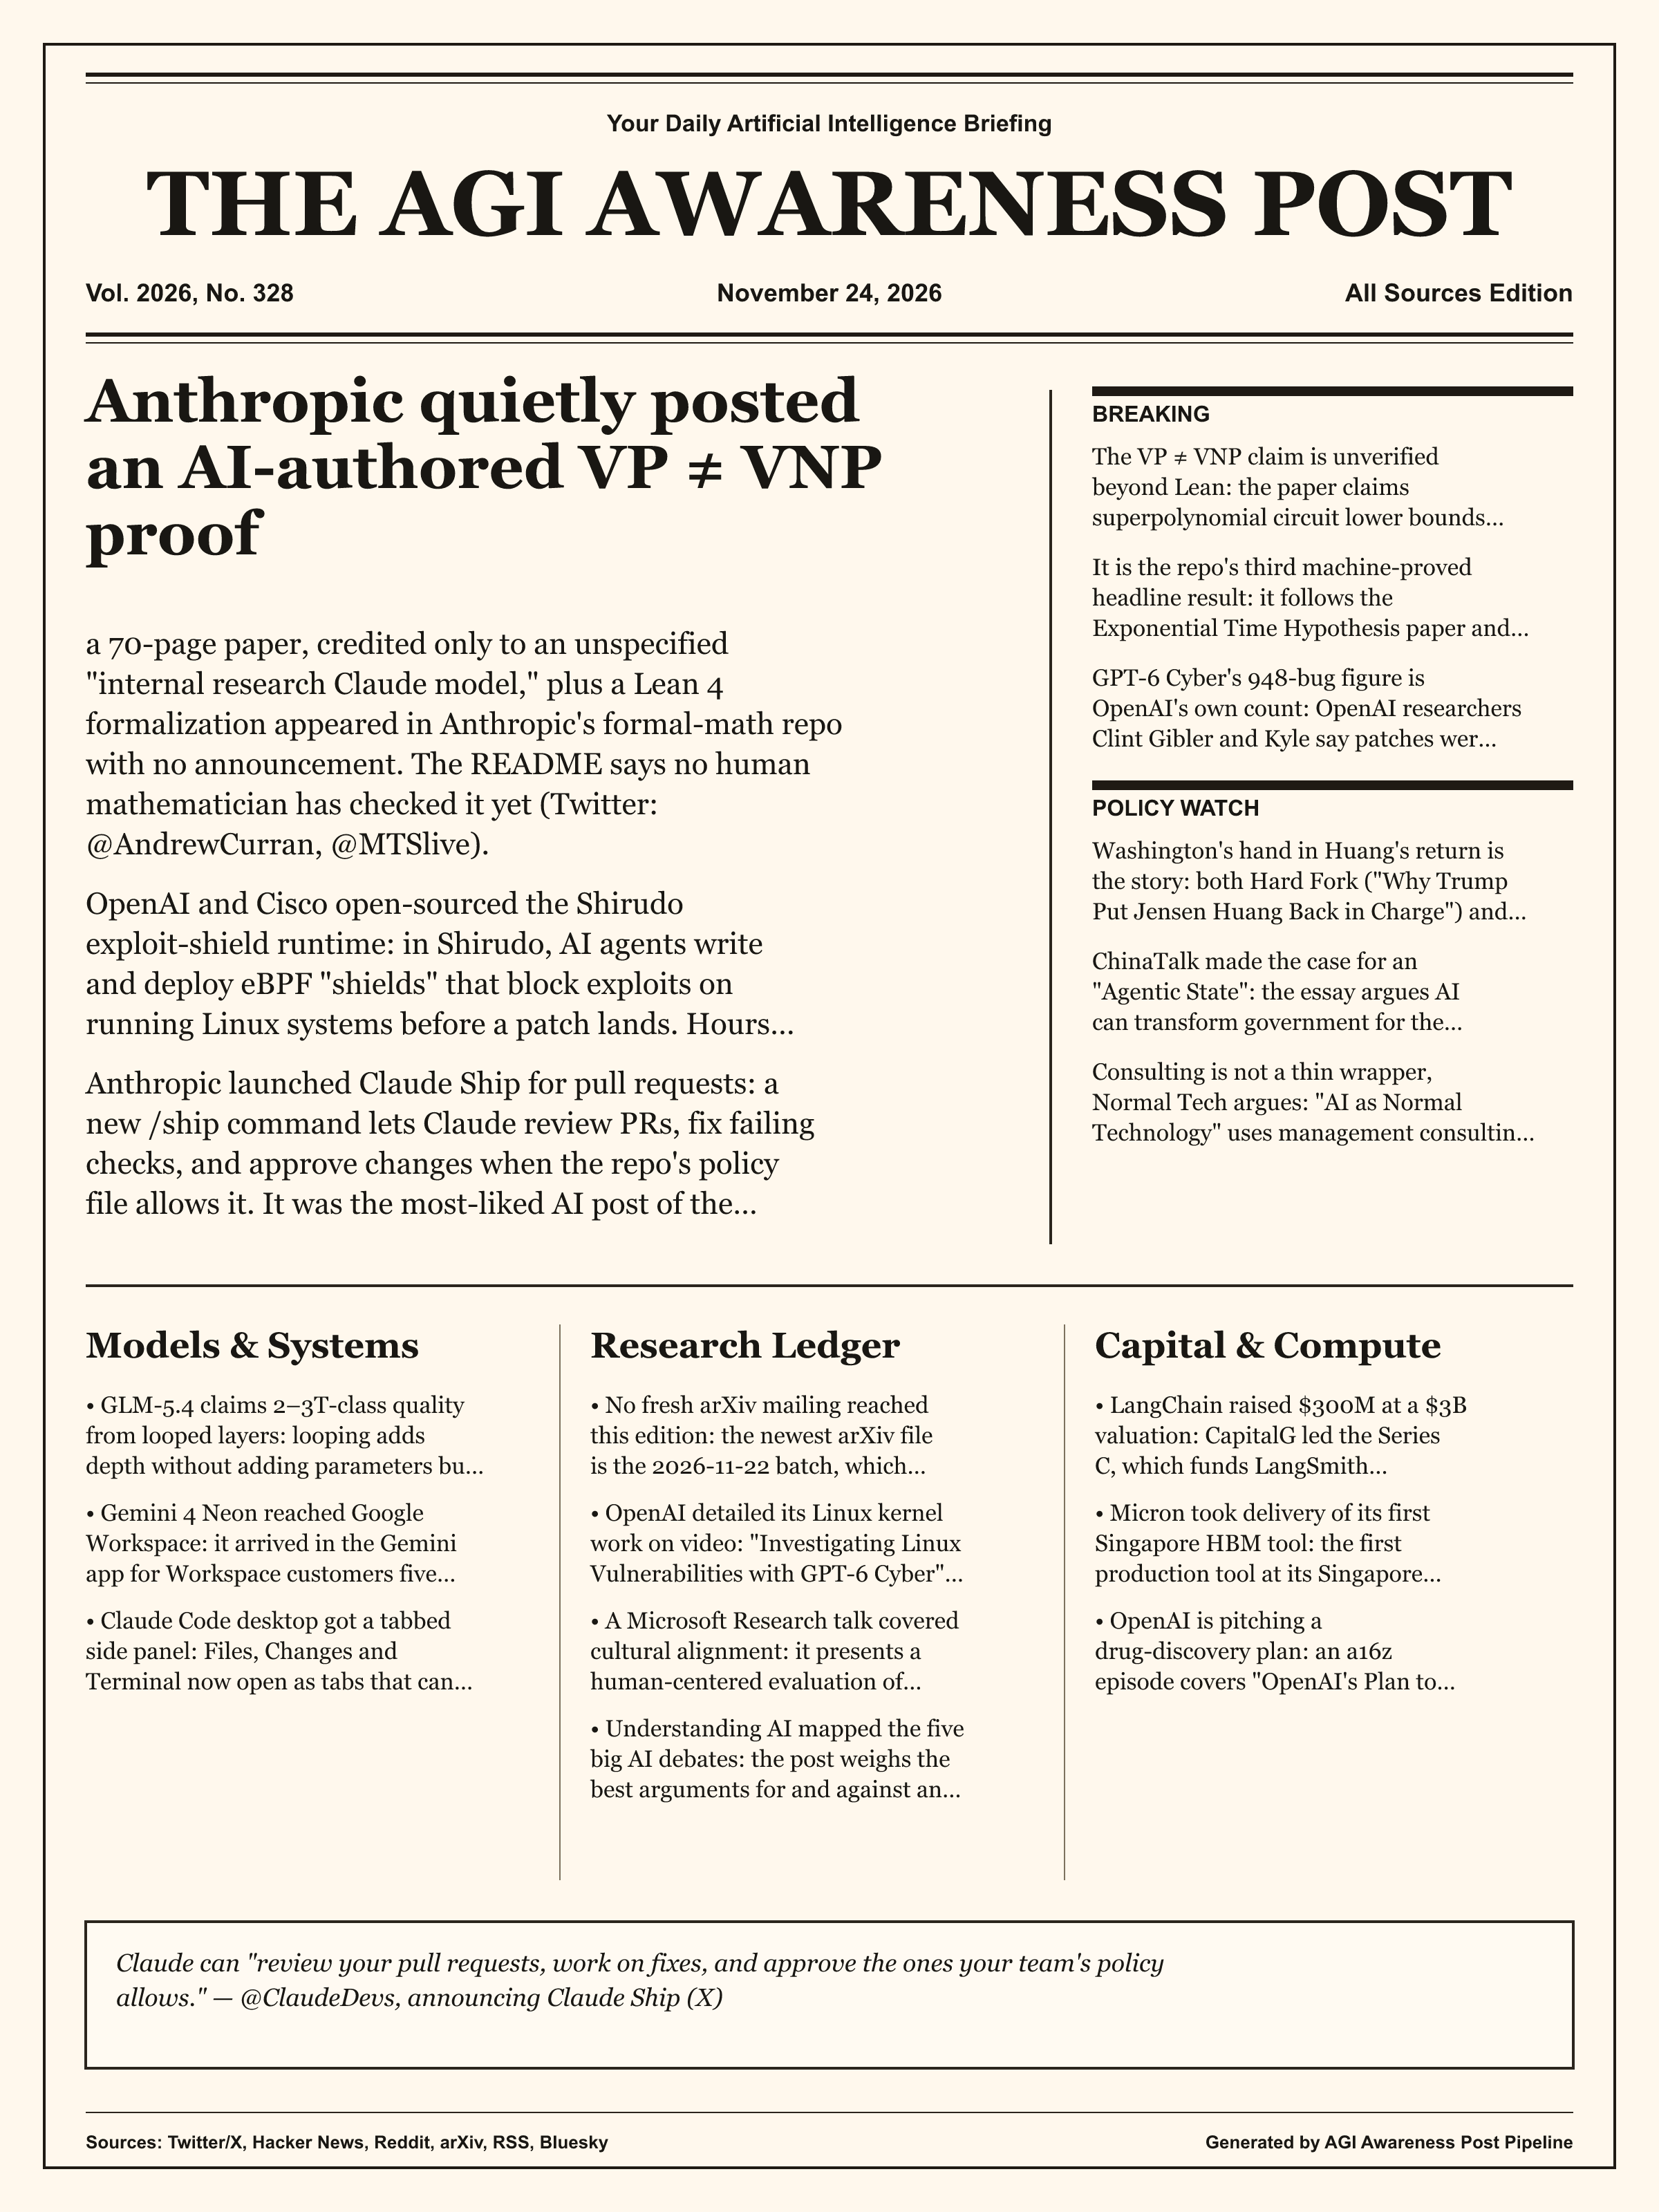 Your Daily Artificial Intelligence Briefing
THE AGI AWARENESS POST
Vol. 2026, No. 328
November 24, 2026
All Sources Edition
Anthropic quietly posted
an AI-authored VP ≠ VNP
proof
a 70-page paper, credited only to an unspecified
"internal research Claude model," plus a Lean 4
formalization appeared in Anthropic's formal-math repo
with no announcement. The README says no human
mathematician has checked it yet (Twitter:
@AndrewCurran, @MTSlive).
OpenAI and Cisco open-sourced the Shirudo
exploit-shield runtime: in Shirudo, AI agents write
and deploy eBPF "shields" that block exploits on
running Linux systems before a patch lands. Hours...
Anthropic launched Claude Ship for pull requests: a
new /ship command lets Claude review PRs, fix failing
checks, and approve changes when the repo's policy
file allows it. It was the most-liked AI post of the...
BREAKING
The VP ≠ VNP claim is unverified
beyond Lean: the paper claims
superpolynomial circuit lower bounds...
It is the repo's third machine-proved
headline result: it follows the
Exponential Time Hypothesis paper and...
GPT-6 Cyber's 948-bug figure is
OpenAI's own count: OpenAI researchers
Clint Gibler and Kyle say patches wer...
POLICY WATCH
Washington's hand in Huang's return is
the story: both Hard Fork ("Why Trump
Put Jensen Huang Back in Charge") and...
ChinaTalk made the case for an
"Agentic State": the essay argues AI
can transform government for the...
Consulting is not a thin wrapper,
Normal Tech argues: "AI as Normal
Technology" uses management consultin...
Models & Systems
• GLM-5.4 claims 2–3T-class quality
from looped layers: looping adds
depth without adding parameters bu...
• Gemini 4 Neon reached Google
Workspace: it arrived in the Gemini
app for Workspace customers five...
• Claude Code desktop got a tabbed
side panel: Files, Changes and
Terminal now open as tabs that can...
Research Ledger
• No fresh arXiv mailing reached
this edition: the newest arXiv file
is the 2026-11-22 batch, which...
• OpenAI detailed its Linux kernel
work on video: "Investigating Linux
Vulnerabilities with GPT-6 Cyber"...
• A Microsoft Research talk covered
cultural alignment: it presents a
human-centered evaluation of...
• Understanding AI mapped the five
big AI debates: the post weighs the
best arguments for and against an...
Capital & Compute
• LangChain raised $300M at a $3B
valuation: CapitalG led the Series
C, which funds LangSmith...
• Micron took delivery of its first
Singapore HBM tool: the first
production tool at its Singapore...
• OpenAI is pitching a
drug-discovery plan: an a16z
episode covers "OpenAI's Plan to...
Claude can "review your pull requests, work on fixes, and approve the ones your team's policy
allows." — @ClaudeDevs, announcing Claude Ship (X)
Sources: Twitter/X, Hacker News, Reddit, arXiv, RSS, Bluesky
Generated by AGI Awareness Post Pipeline